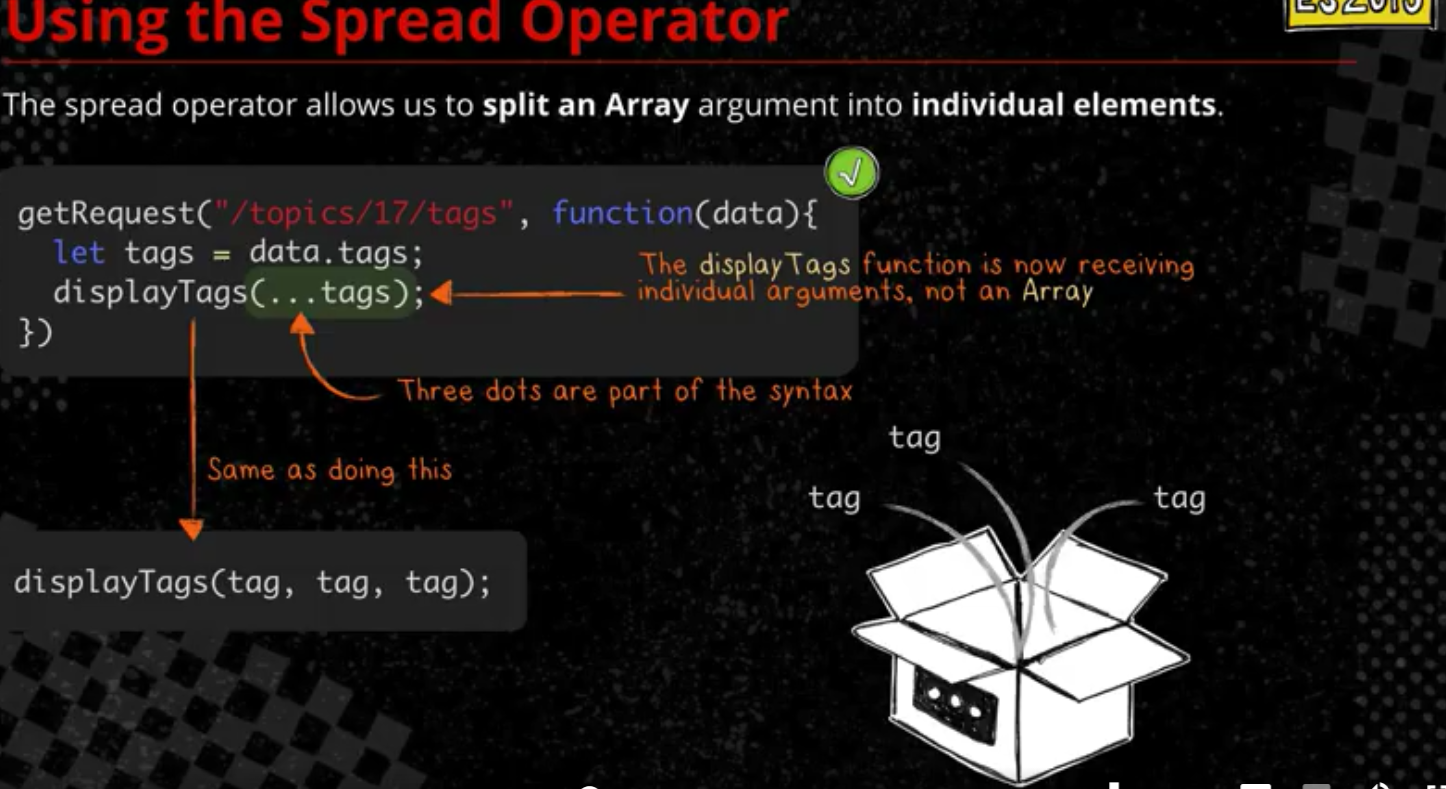 Using the Spread Operator
ES2015
The spread operator allows us to split an Array argument into individual elements.
getRequest("/topics/17/tags", function(data){
let tags = data.tags;
displayTags(...tags);
})
The displayTags function is now receiving
individual arguments, not an Array
Three dots are part of the syntax
Same as doing this
displayTags(tag, tag, tag);
tag
tag
tag